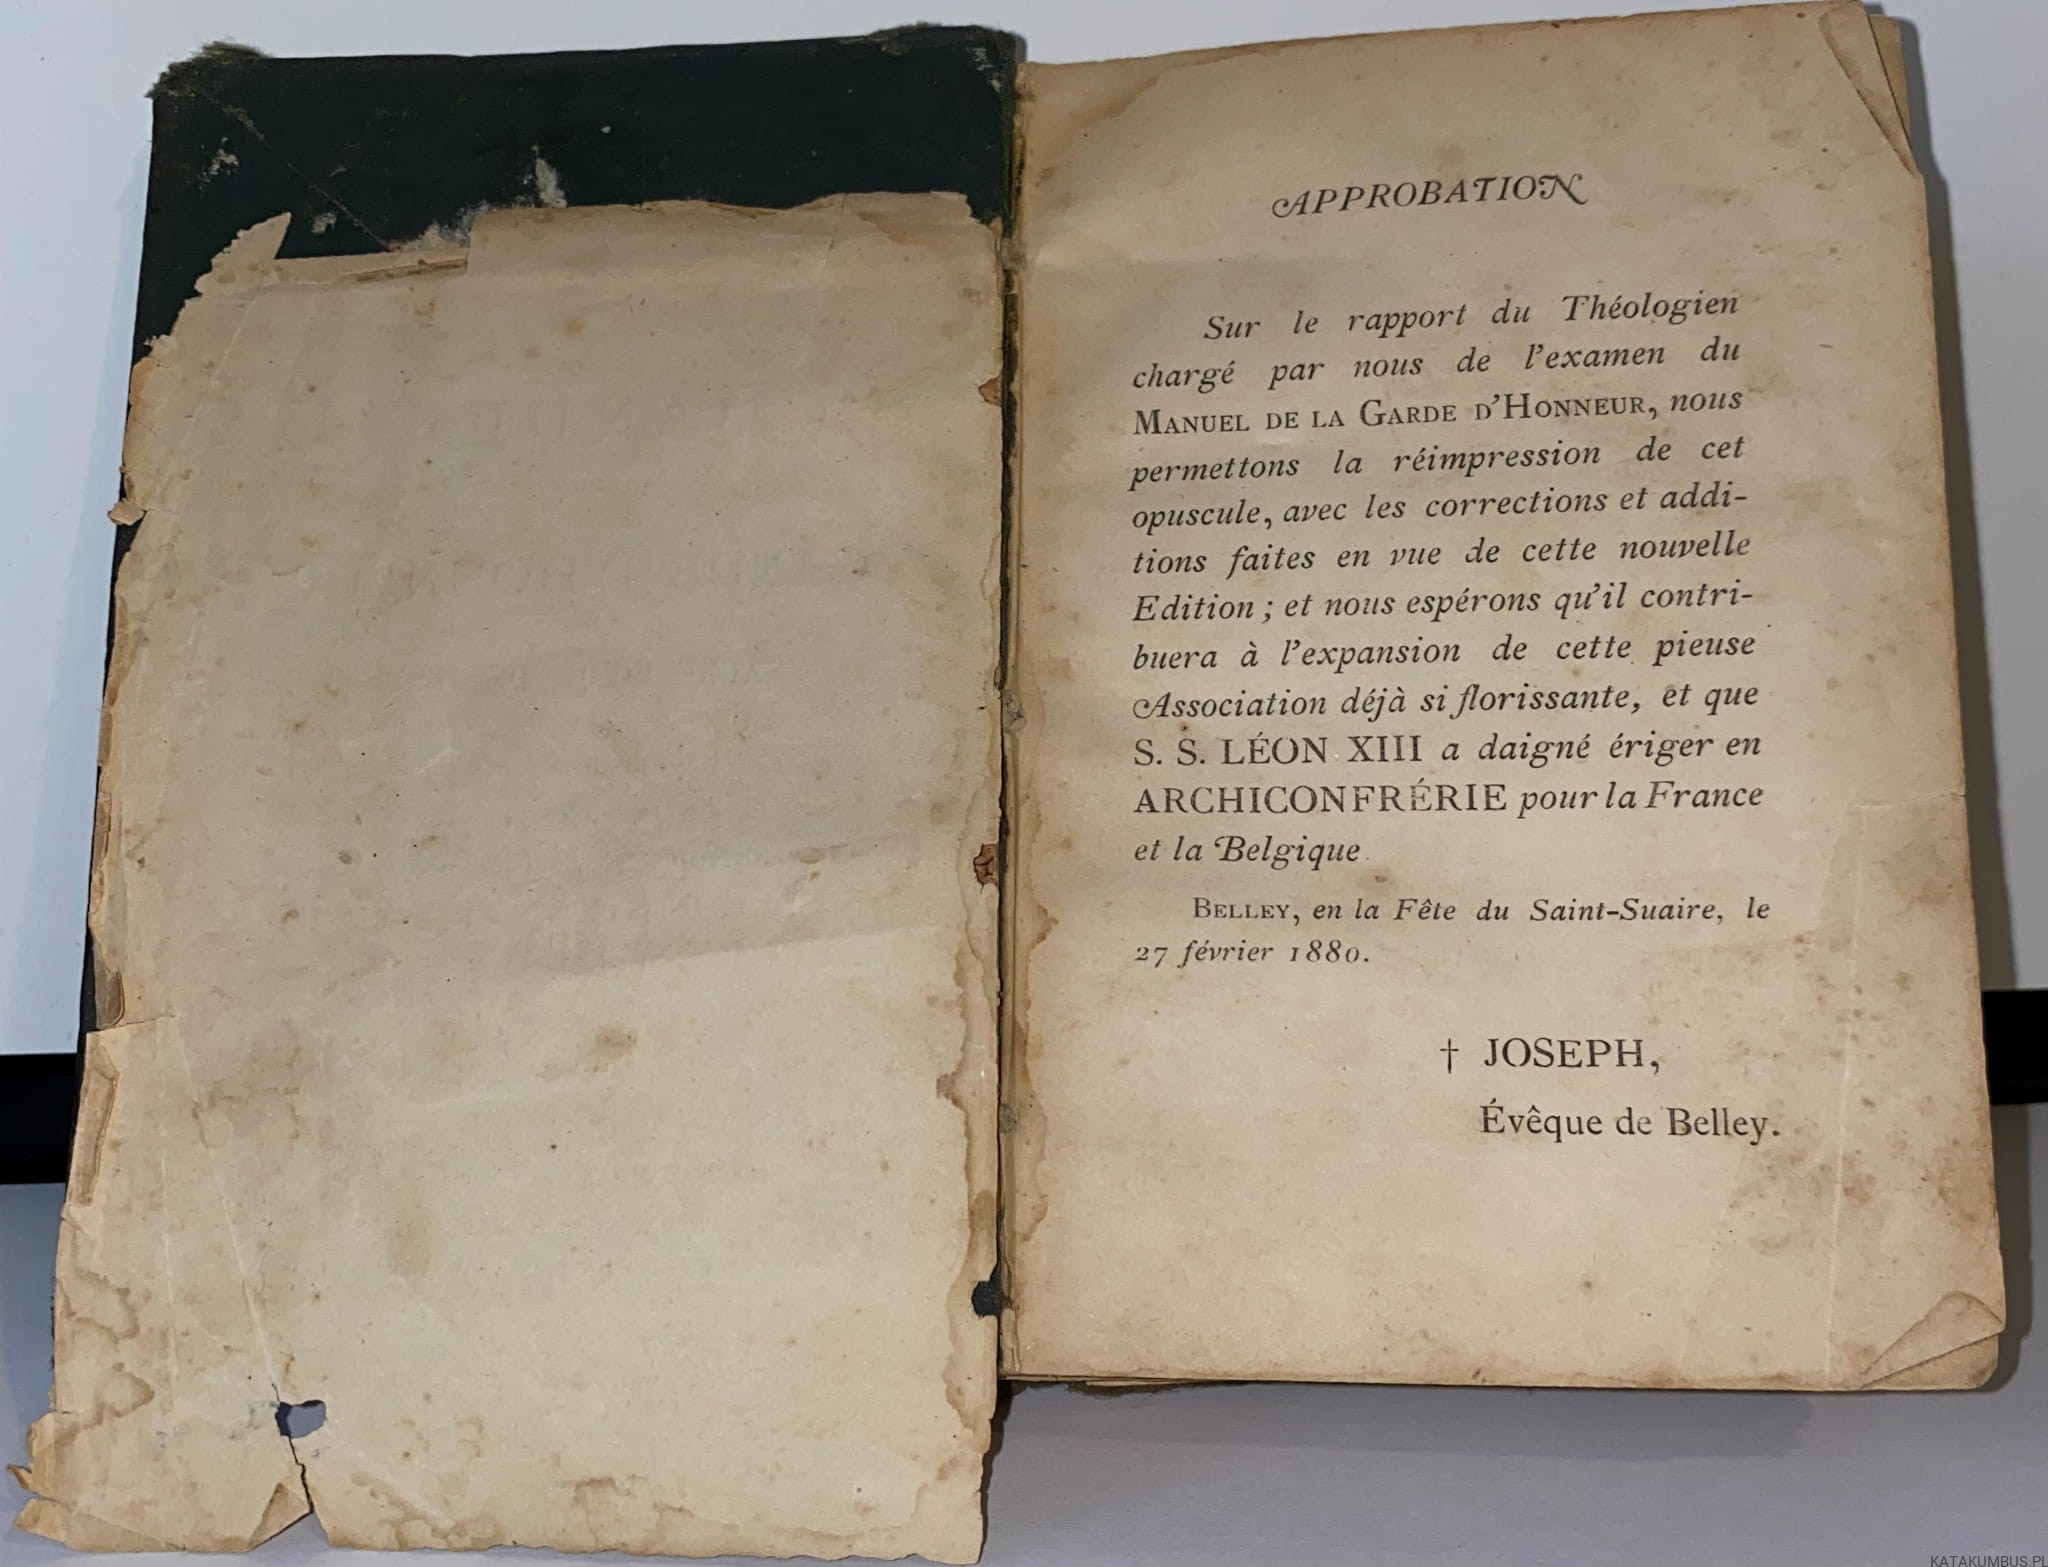 APPROBATION
Sur le rapport du Théologien
chargé par nous de l'examen du
MANUEL DE LA GARDE D'HONNEUR, nous
permettons la réimpression de cet
opuscule, avec les corrections et addi-
tions faites en vue de cette nouvelle
Edition ; et nous espérons qu'il contri-
buera à l'expansion de cette pieuse
Association déjà si florissante, et que
S. S. LÉON XIII a daigné ériger en
ARCHICONFRÉRIE pour la France
et la Belgique.
BELLEY, en la Fête du Saint-Suaire, le
27 février 1880.
† JOSEPH,
Évêque de Belley.
KATAKUMBUS.PL